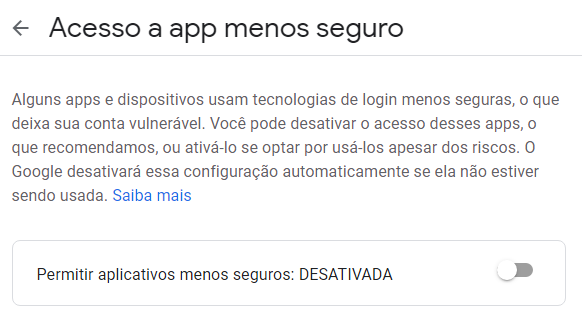 Acesso a app menos seguro
Alguns apps e dispositivos usam tecnologias de login menos seguras, o que
deixa sua conta vulnerável. Você pode desativar o acesso desses apps, o
que recomendamos, ou ativá-lo se optar por usá-los apesar dos riscos. O
Google desativará essa configuração automaticamente se ela não estiver
sendo usada. Saiba mais
Permitir aplicativos menos seguros: DESATIVADA